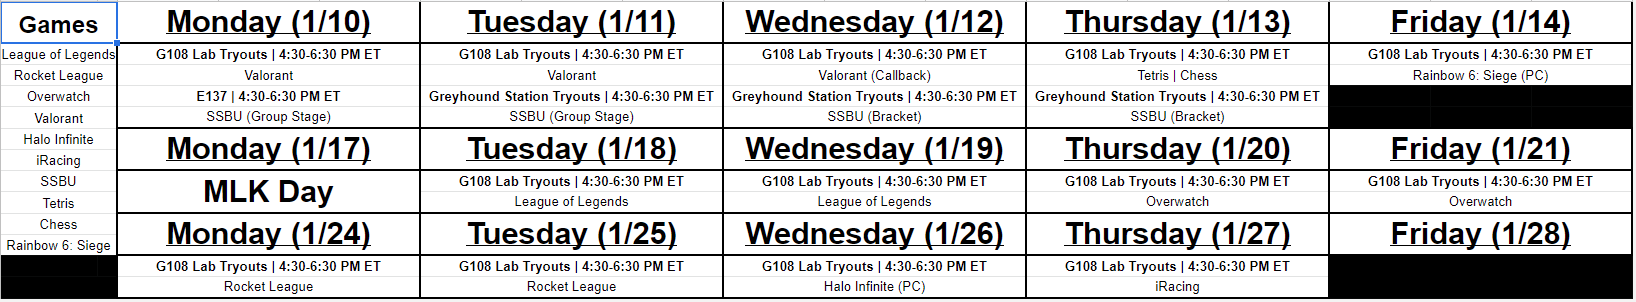 Games
Monday (1/10)
Tuesday (1/11)
Wednesday (1/12)
Thursday (1/13)
Friday (1/14)
League of Legends
G108 Lab Tryouts | 4:30-6:30 PM ET
G108 Lab Tryouts | 4:30-6:30 PM ET
G108 Lab Tryouts | 4:30-6:30 PM ET
G108 Lab Tryouts | 4:30-6:30 PM ET
G108 Lab Tryouts | 4:30-6:30 PM ET
Rocket League
Valorant
Valorant
Valorant (Callback)
Tetris | Chess
Rainbow 6: Siege (PC)
Overwatch
E137 | 4:30-6:30 PM ET
Greyhound Station Tryouts | 4:30-6:30 PM ET
Greyhound Station Tryouts | 4:30-6:30 PM ET
Greyhound Station Tryouts | 4:30-6:30 PM ET
Valorant
SSBU (Group Stage)
SSBU (Group Stage)
SSBU (Bracket)
SSBU (Bracket)
Halo Infinite
iRacing
Monday (1/17)
Tuesday (1/18)
Wednesday (1/19)
Thursday (1/20)
Friday (1/21)
SSBU
MLK Day
G108 Lab Tryouts | 4:30-6:30 PM ET
G108 Lab Tryouts | 4:30-6:30 PM ET
G108 Lab Tryouts | 4:30-6:30 PM ET
G108 Lab Tryouts | 4:30-6:30 PM ET
Tetris
League of Legends
League of Legends
Overwatch
Overwatch
Chess
Rainbow 6: Siege
Monday (1/24)
Tuesday (1/25)
Wednesday (1/26)
Thursday (1/27)
Friday (1/28)
G108 Lab Tryouts | 4:30-6:30 PM ET
G108 Lab Tryouts | 4:30-6:30 PM ET
G108 Lab Tryouts | 4:30-6:30 PM ET
G108 Lab Tryouts | 4:30-6:30 PM ET
Rocket League
Rocket League
Halo Infinite (PC)
iRacing